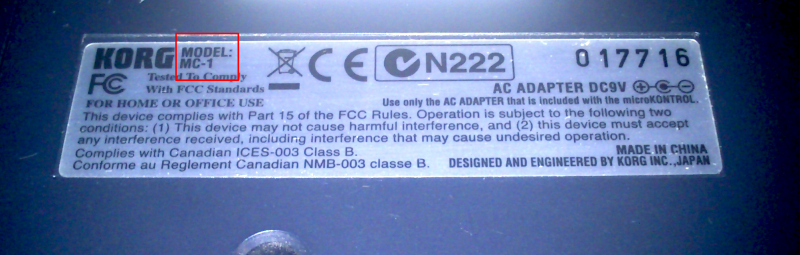 KORG MODEL: MC-1
N222
017716
FC Tested To Comply With FCC Standards
AC ADAPTER DC9V
FOR HOME OR OFFICE USE
Use only the AC ADAPTER that is included with the microKONTROL.
This device complies with Part 15 of the FCC Rules. Operation is subject to the following two
conditions: (1) This device may not cause harmful interference, and (2) this device must accept
any interference received, including interference that may cause undesired operation.
Complies with Canadian ICES-003 Class B.
MADE IN CHINA
Conforme au Reglement Canadien NMB-003 classe B.
DESIGNED AND ENGINEERED BY KORG INC.,JAPAN